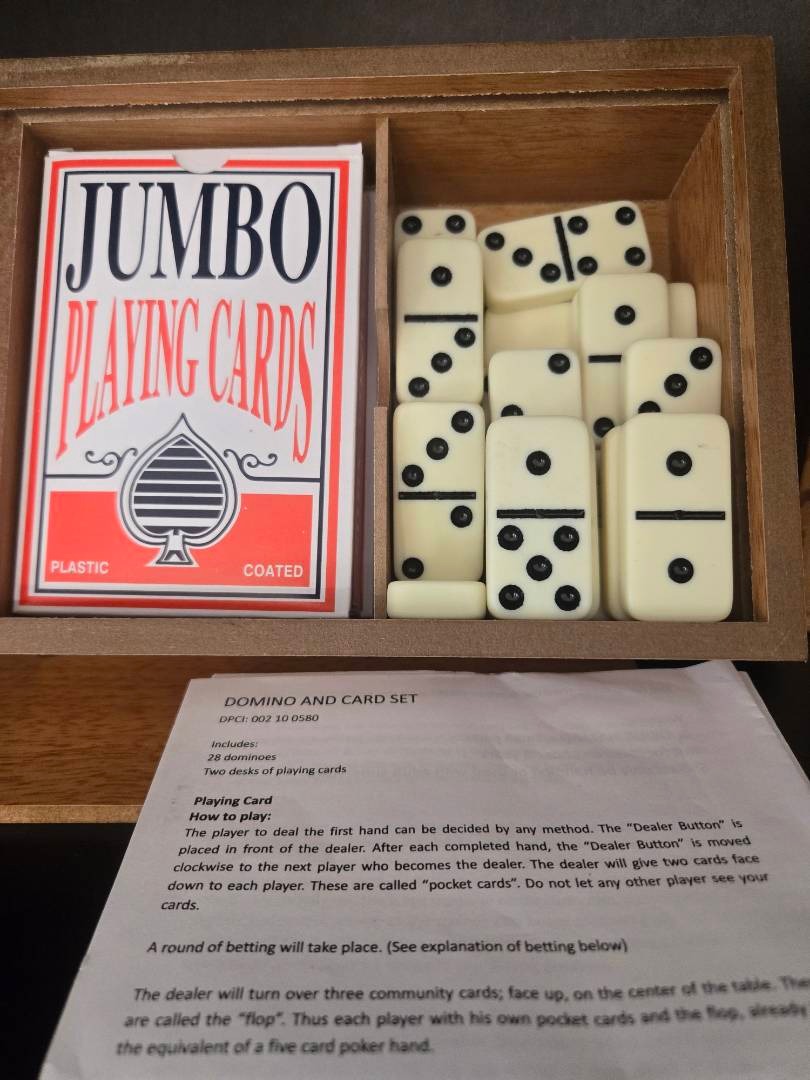 JUMBO
PLAYING CARDS
PLASTIC COATED
DOMINO AND CARD SET
DPCI: 002 10 0580
Includes:
28 dominoes
Two desks of playing cards
Playing Card
How to play:
The player to deal the first hand can be decided by any method. The “Dealer Button” is
placed in front of the dealer. After each completed hand, the “Dealer Button” is moved
clockwise to the next player who becomes the dealer. The dealer will give two cards face
down to each player. These are called “pocket cards”. Do not let any other player see your
cards.
A round of betting will take place. (See explanation of betting below)
The dealer will turn over three community cards; face up, on the center of the table.
are called the “flop”. Thus each player with his own pocket cards and the flop, already
the equivalent of a five card poker hand.